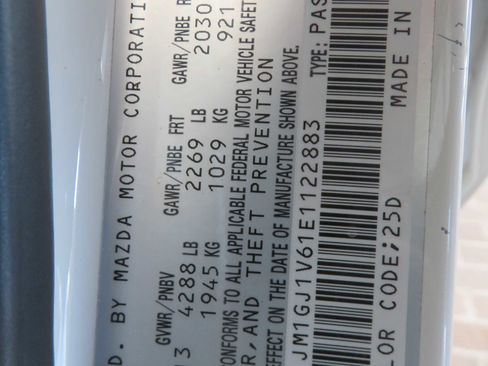 D. BY MAZDA MOTOR CORPORATI
GVWR/PNBV GAWR/PNBE FRT GAWR/PNBE R
13 4288 LB 2269 LB 2030
1945 KG 1029 KG 921
ONFORMS TO ALL APPLICABLE FEDERAL MOTOR VEHICLE SAFET
R, AND THEFT PREVENTION
EFFECT ON THE DATE OF MANUFACTURE SHOWN ABOVE.
JM1GJ1V61E1122883 TYPE: PAS
LOR CODE;25D MADE IN